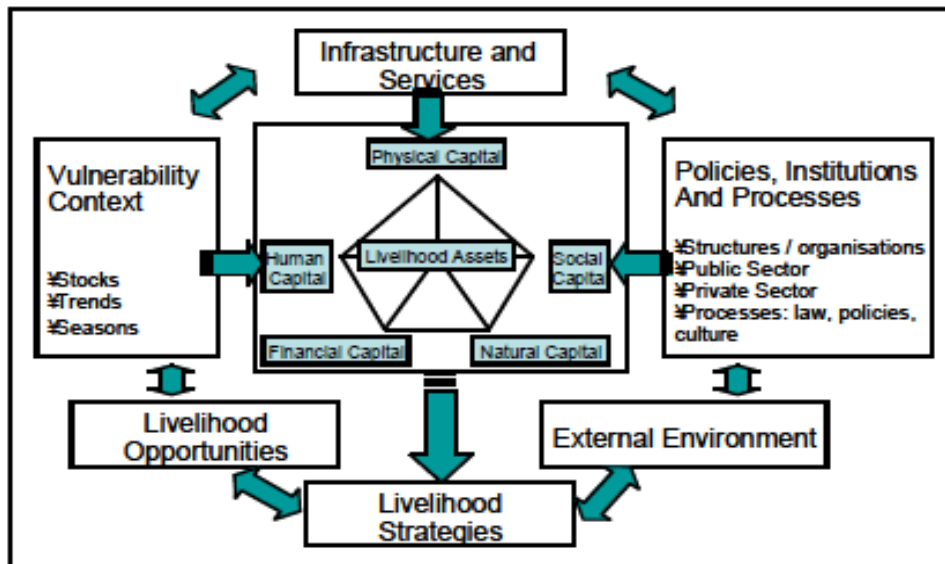 Infrastructure and
Services
Physical Capital
Vulnerability
Context
¥Stocks
¥Trends
¥Seasons
Human
Capital
Livelihood Assets
Social
Capital
Financial Capital
Natural Capital
Policies, Institutions
And Processes
¥Structures / organisations
¥Public Sector
¥Private Sector
¥Processes: law, policies,
culture
Livelihood
Opportunities
External Environment
Livelihood
Strategies